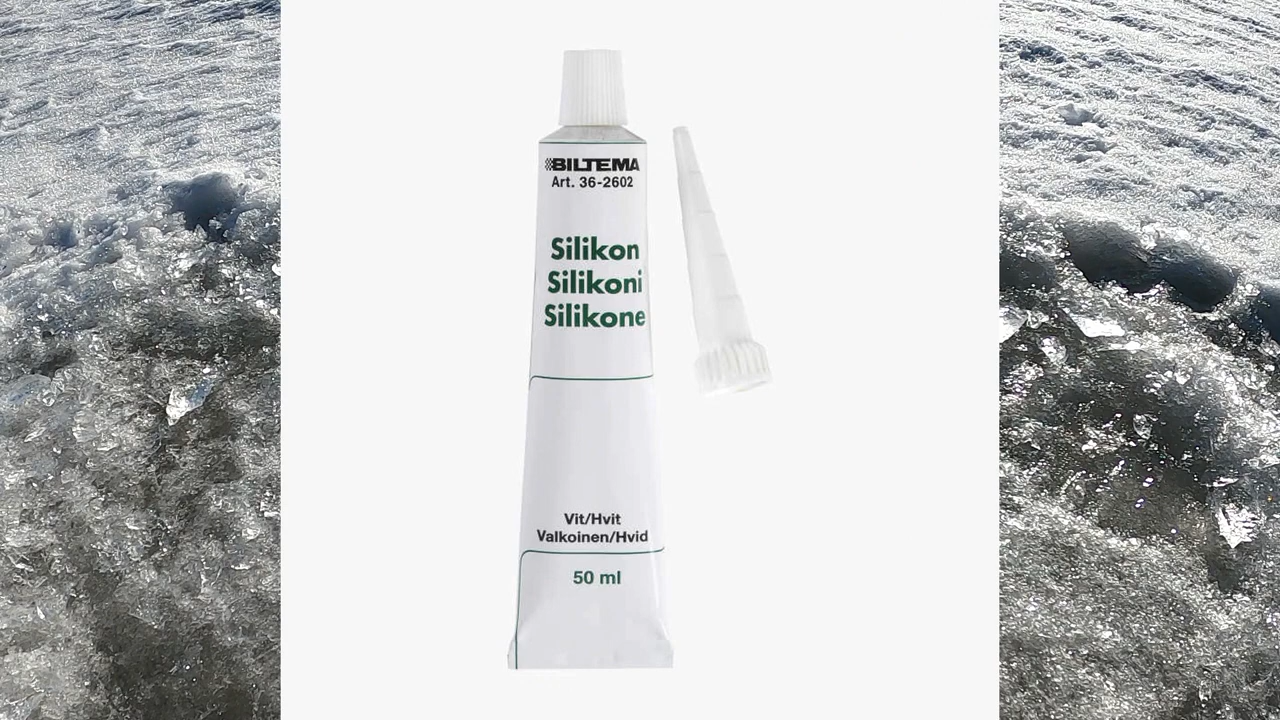 BILTEMA
Art. 36-2602
Silikon
Silikoni
Silikone
Vit/Hvit
Valkoinen/Hvid
50 ml